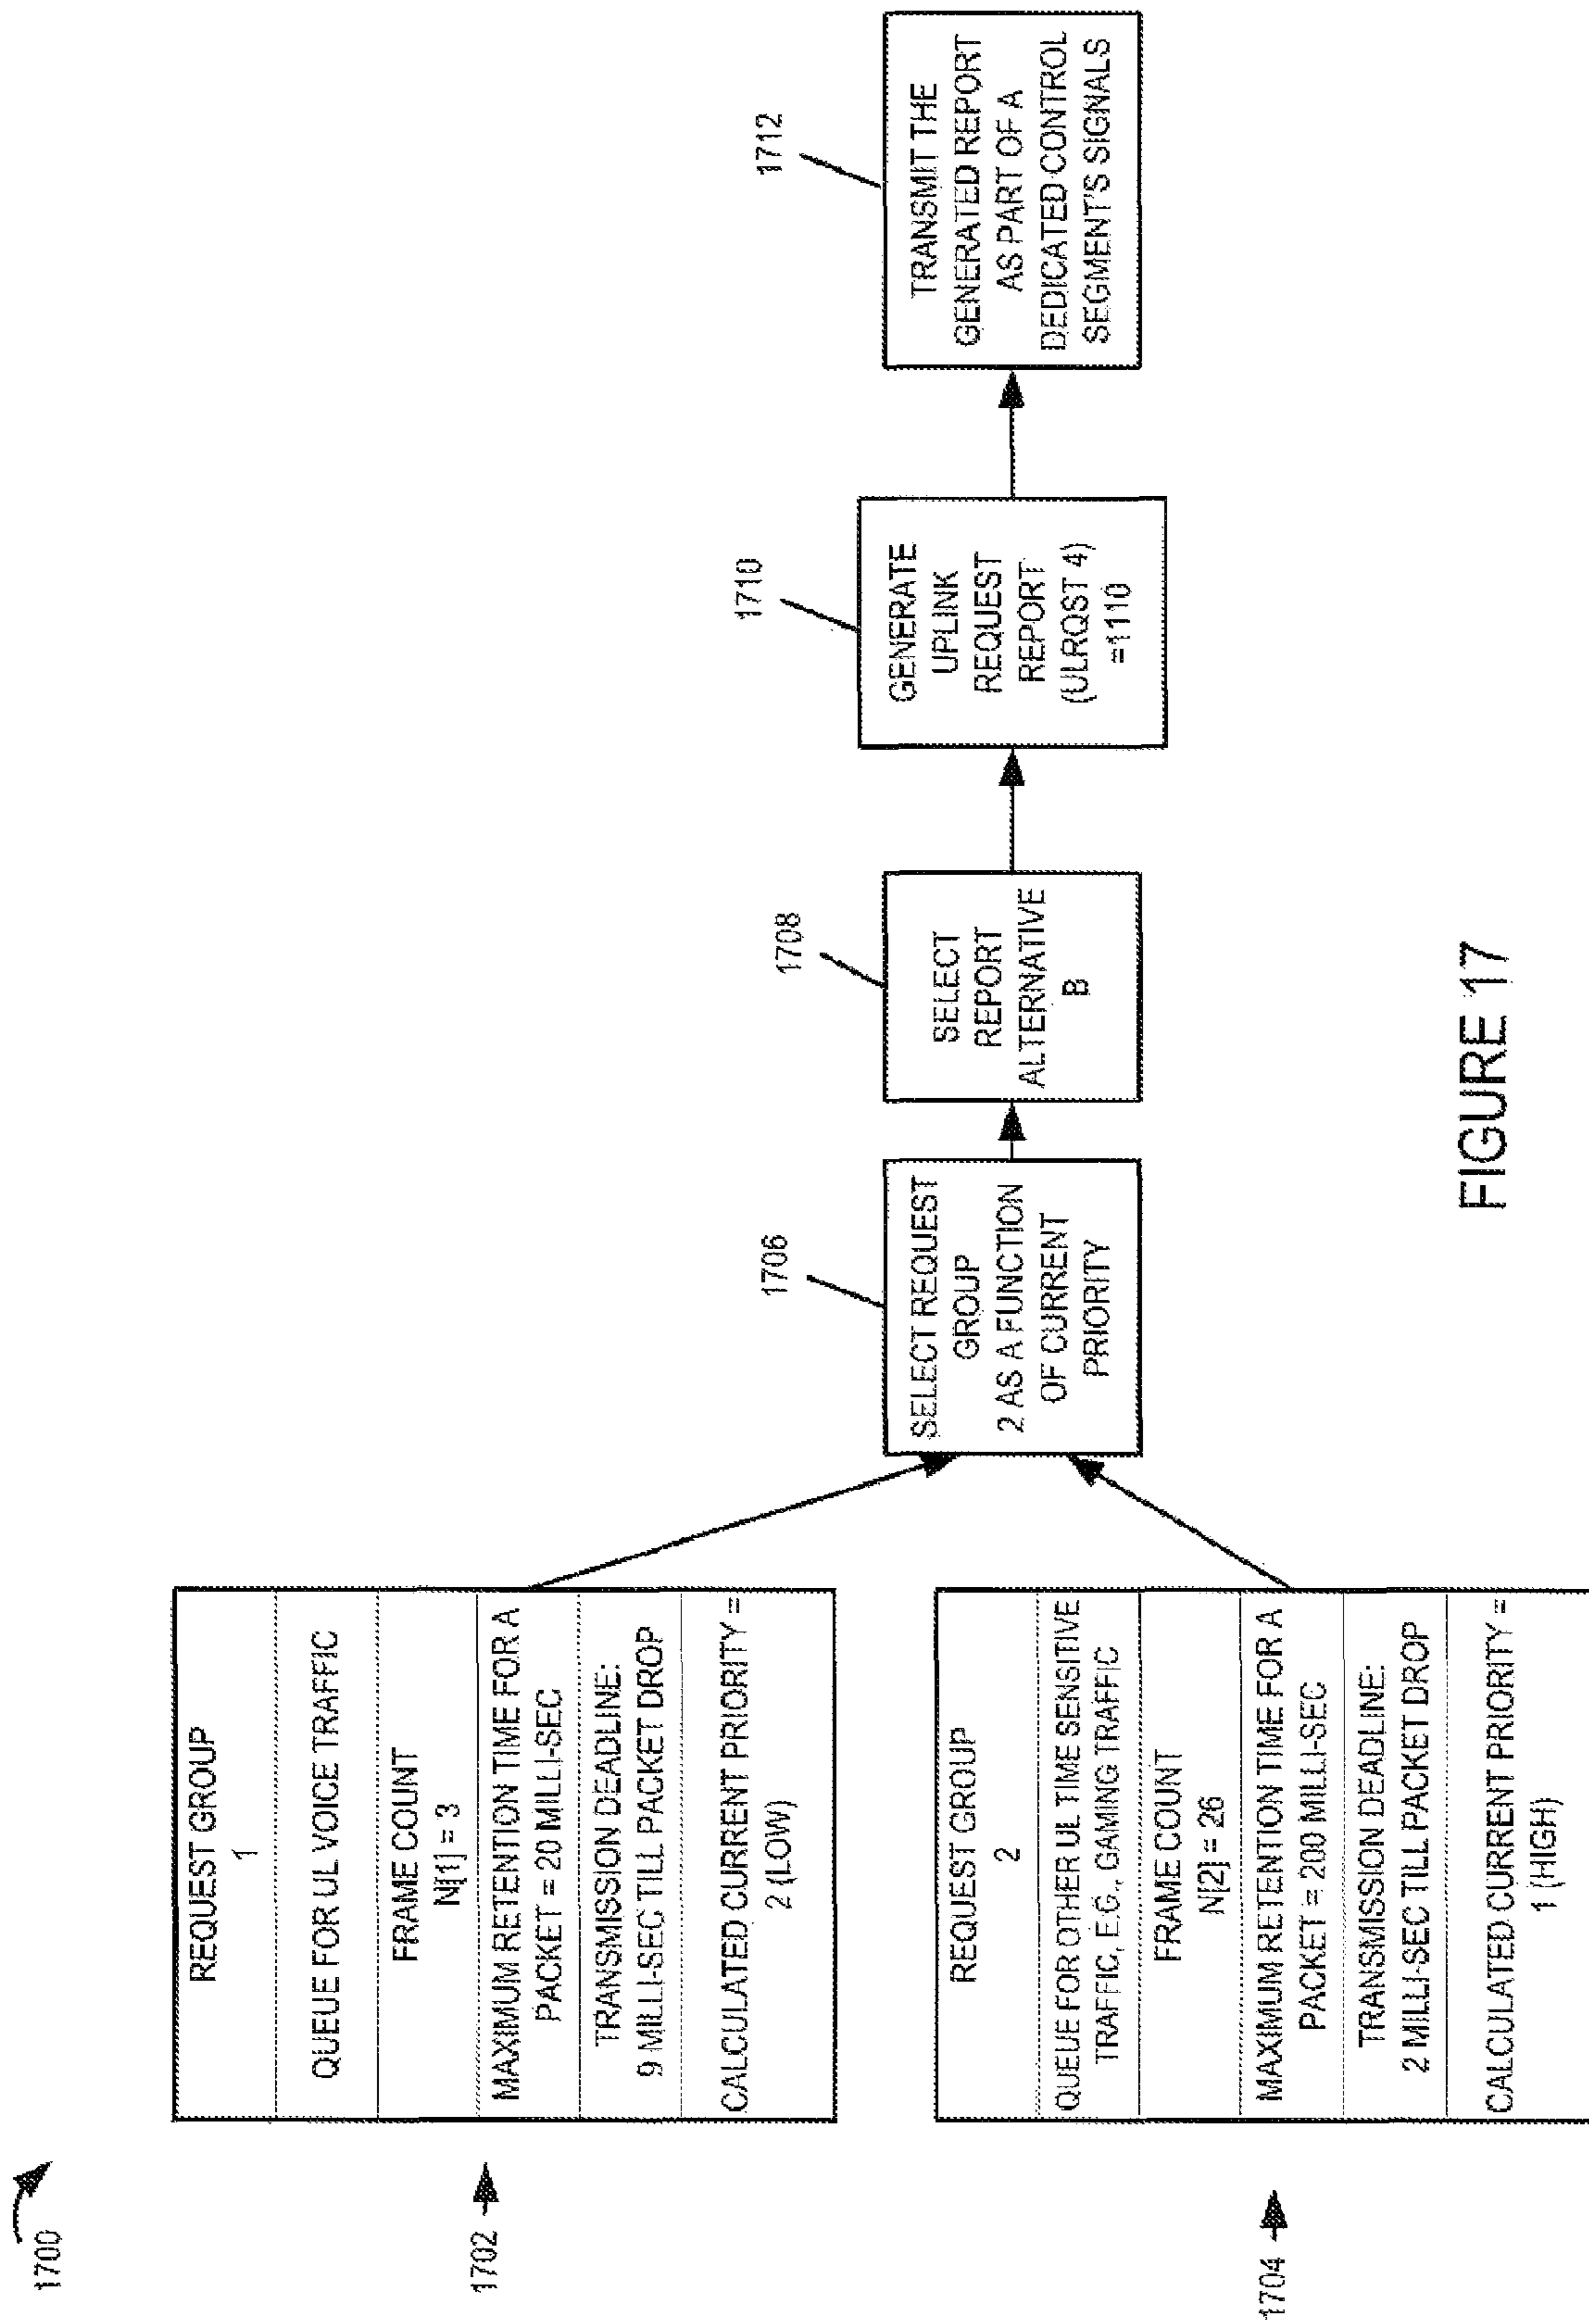 1700
1702
REQUEST GROUP
1
QUEUE FOR UL VOICE TRAFFIC
FRAME COUNT
N[1] = 3
MAXIMUM RETENTION TIME FOR A
PACKET = 20 MILLI-SEC
TRANSMISSION DEADLINE:
9 MILLI-SEC TILL PACKET DROP
CALCULATED CURRENT PRIORITY =
2 (LOW)
1704
REQUEST GROUP
2
QUEUE FOR OTHER UL TIME SENSITIVE
TRAFFIC, E.G., GAMING TRAFFIC
FRAME COUNT
N[2] = 26
MAXIMUM RETENTION TIME FOR A
PACKET = 200 MILLI-SEC
TRANSMISSION DEADLINE:
2 MILLI-SEC TILL PACKET DROP
CALCULATED CURRENT PRIORITY =
1 (HIGH)
1706
SELECT REQUEST
GROUP
2 AS A FUNCTION
OF CURRENT
PRIORITY
1708
SELECT
REPORT
ALTERNATIVE
B
1710
GENERATE
UPLINK
REQUEST
REPORT
(ULRQST 4)
=1110
1712
TRANSMIT THE
GENERATED REPORT
AS PART OF A
DEDICATED CONTROL
SEGMENT'S SIGNALS
FIGURE 17